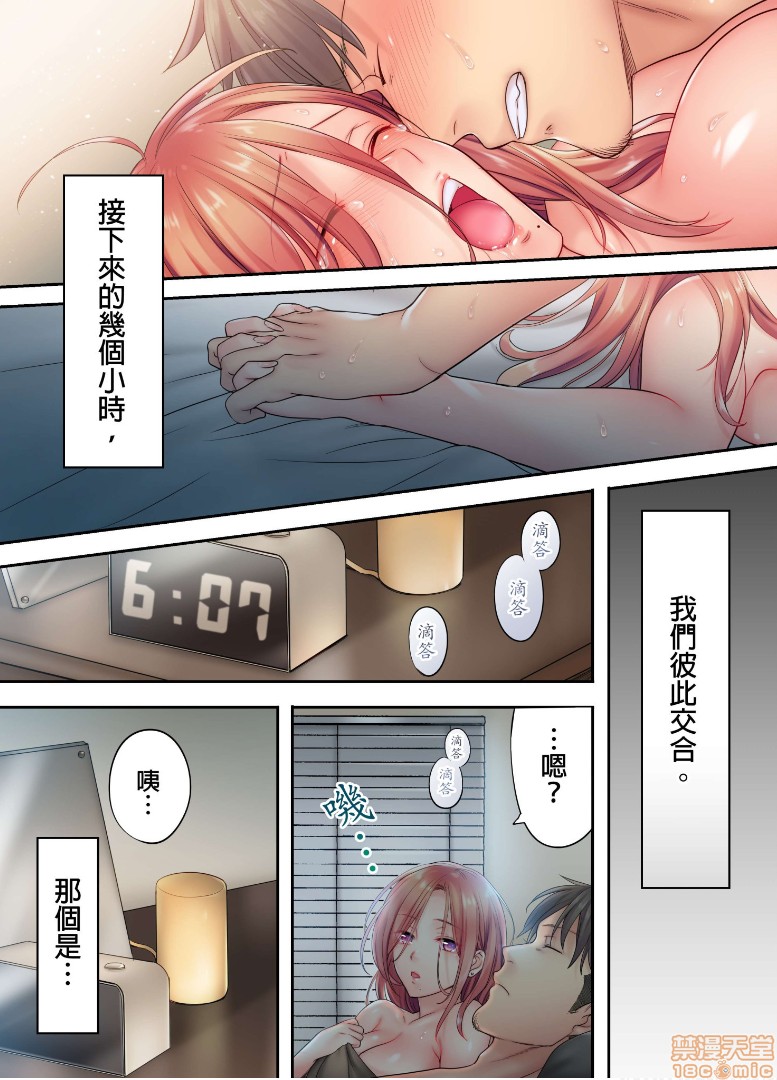 接下來的幾個小時，
我們彼此交合。
6:07
滴答
滴答
滴答
…嗯？
滴答
滴答
嘰…
咦…
那個是…
禁漫天堂
18comic